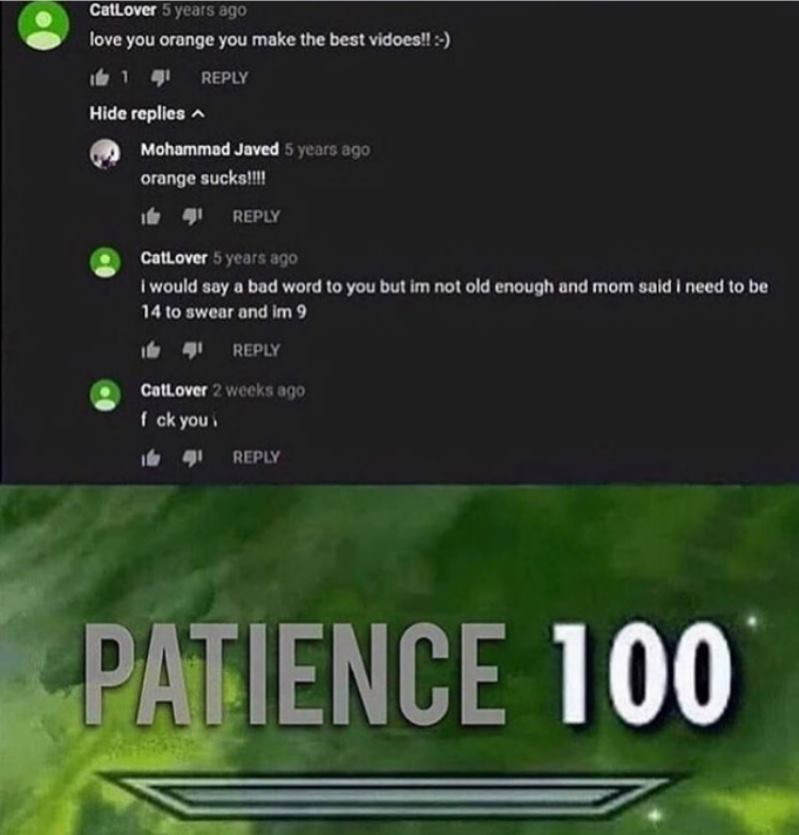 CatLover 5 years ago
love you orange you make the best vidoes!! :-)
1 REPLY
Hide replies
Mohammad Javed 5 years ago
orange sucks!!!!
REPLY
CatLover 5 years ago
i would say a bad word to you but im not old enough and mom said i need to be
14 to swear and im 9
REPLY
CatLover 2 weeks ago
f ck you
REPLY
PATIENCE 100